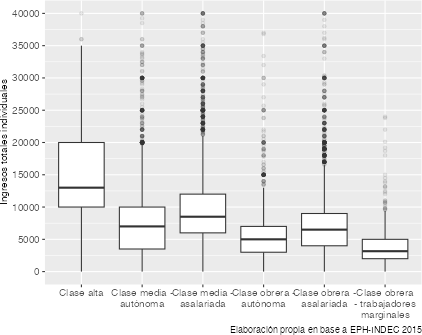 Ingresos totales individuales
40000
35000
30000
25000
20000
15000
10000
5000
0
Clase alta
Clase media -
autónoma
Clase media -
asalariada
Clase obrera -
autónoma
Clase obrera -
asalariada
Clase obrera
- trabajadores
marginales
Elaboración propia en base a EPH-INDEC 2015